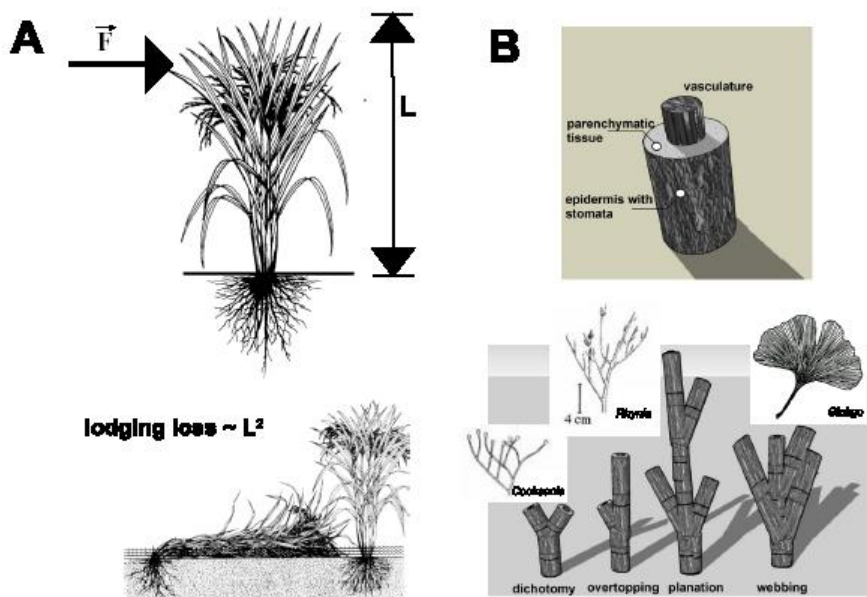 A
F
L
lodging loss ~ L²
B
vasculature
parenchymatic
tissue
epidermis with
stomata
4 cm
Rhynia
Ginkgo
Cooksonia
dichotomy overtopping planation webbing